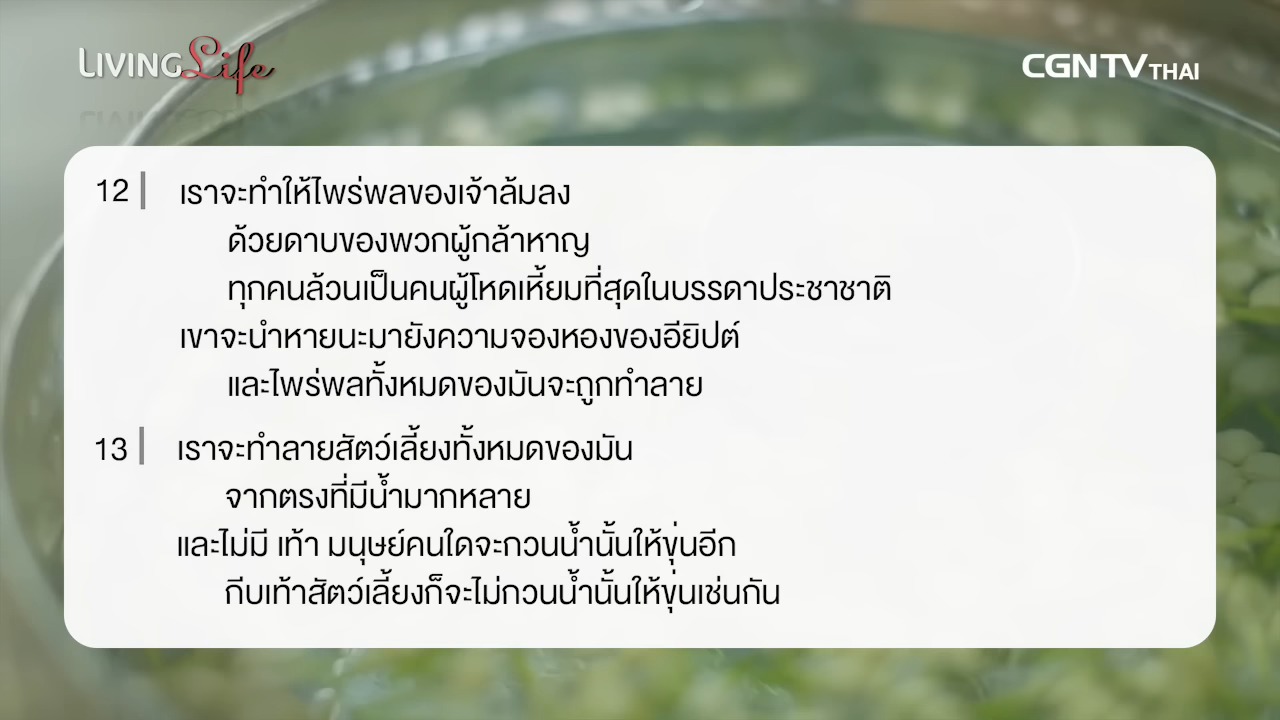 LIVING Life
CGNTV THAI
12 เราจะทำให้ไพร่พลของเจ้าล้มลง
ด้วยดาบของพวกผู้กล้าหาญ
ทุกคนล้วนเป็นคนผู้โหดเหี้ยมที่สุดในบรรดาประชาชาติ
เขาจะนำหายนะมายังความจองหองของอียิปต์
และไพร่พลทั้งหมดของมันจะถูกทำลาย
13 เราจะทำลายสัตว์เลี้ยงทั้งหมดของมัน
จากตรงที่มีน้ำมากหลาย
และไม่มี เท้า มนุษย์คนใดจะกวนน้ำนั้นให้ขุ่นอีก
กีบเท้าสัตว์เลี้ยงก็จะไม่กวนน้ำนั้นให้ขุ่นเช่นกัน